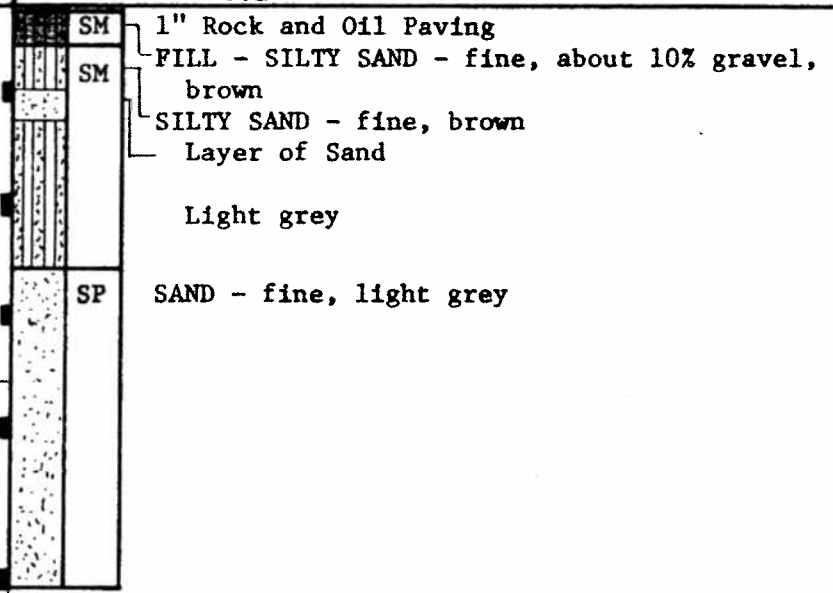 SM 1" Rock and Oil Paving
FILL - SILTY SAND - fine, about 10% gravel,
SM brown
SILTY SAND - fine, brown
Layer of Sand
Light grey
SP SAND - fine, light grey